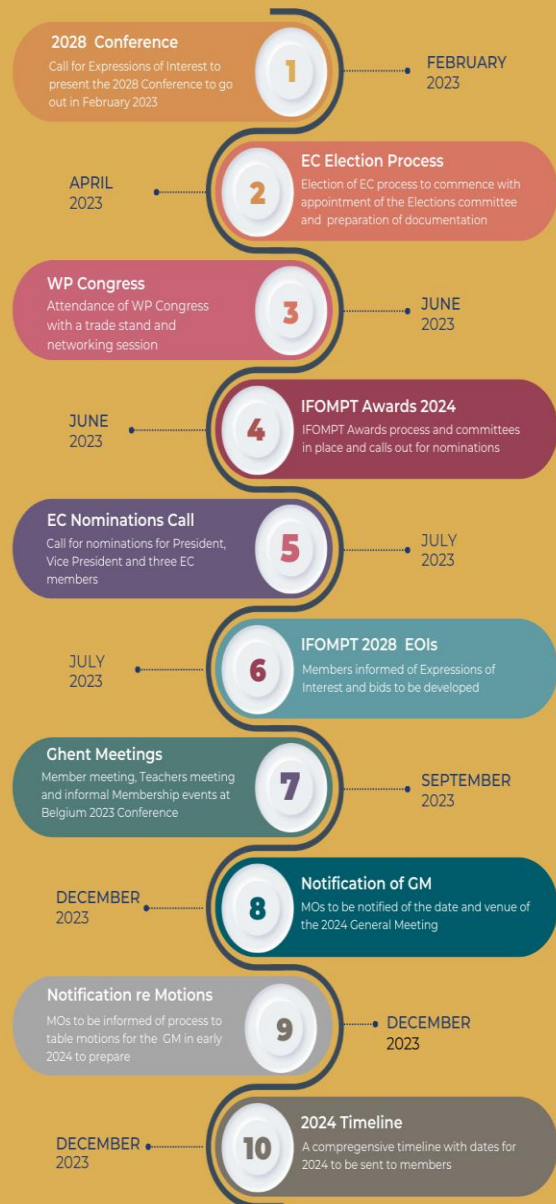 2028 Conference
Call for Expressions of Interest to
present the 2028 Conference to go
out in February 2023
1
FEBRUARY
2023
APRIL
2023
2
EC Election Process
Election of EC process to commence with
appointment of the Elections committee
and preparation of documentation
WP Congress
Attendance of WP Congress
with a trade stand and
networking session
3
JUNE
2023
JUNE
2023
4
IFOMPT Awards 2024
IFOMPT Awards process and committees
in place and calls out for nominations
EC Nominations Call
Call for nominations for President,
Vice President and three EC
members
5
JULY
2023
JULY
2023
6
IFOMPT 2028 EOIs
Members informed of Expressions of
Interest and bids to be developed
Ghent Meetings
Member meeting, Teachers meeting
and informal Membership events at
Belgium 2023 Conference
7
SEPTEMBER
2023
DECEMBER
2023
8
Notification of GM
MOs to be notified of the date and venue of
the 2024 General Meeting
Notification re Motions
MOs to be informed of process to
table motions for the GM in early
2024 to prepare
9
DECEMBER
2023
DECEMBER
2023
10
2024 Timeline
A compregensive timeline with dates for
2024 to be sent to members